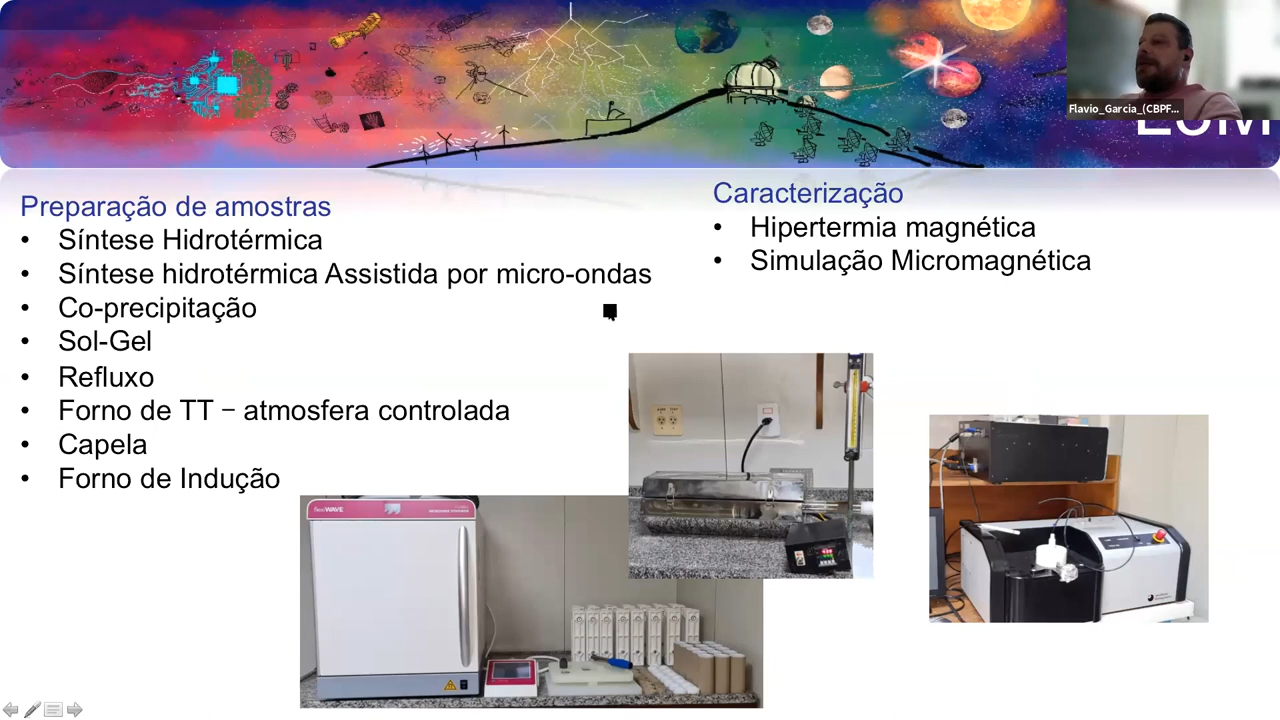 Flavio_Garcia_(CBPF...
Preparação de amostras
• Síntese Hidrotérmica
• Síntese hidrotérmica Assistida por micro-ondas
• Co-precipitação
• Sol-Gel
• Refluxo
• Forno de TT – atmosfera controlada
• Capela
• Forno de Indução
Caracterização
• Hipertermia magnética
• Simulação Micromagnética
flexiWAVE